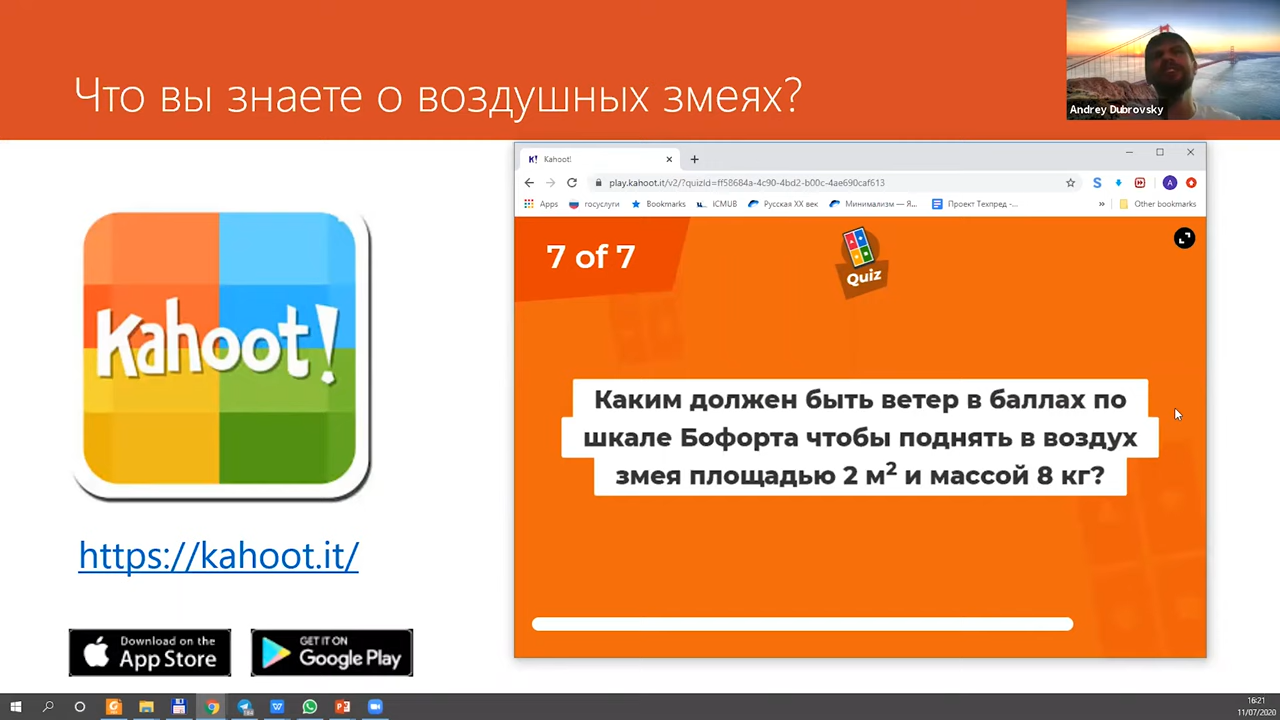 Что вы знаете о воздушных змеях?
Andrey Dubrovsky
K! Kahoot!
play.kahoot.it/v2/?quizId=ff58684a-4c90-4bd2-b00c-4ae690caf613
S
A
Apps
госуслуги
Bookmarks
ICMUB
Русская XX век
Минимализм — Я...
Проект Техпред -...
»
Other bookmarks
7 of 7
Quiz
Каким должен быть ветер в баллах по
шкале Бофорта чтобы поднять в воздух
змея площадью 2 м² и массой 8 кг?
Kahoot!
https://kahoot.it/
Download on the
App Store
GET IT ON
Google Play
16:21
11/07/2020